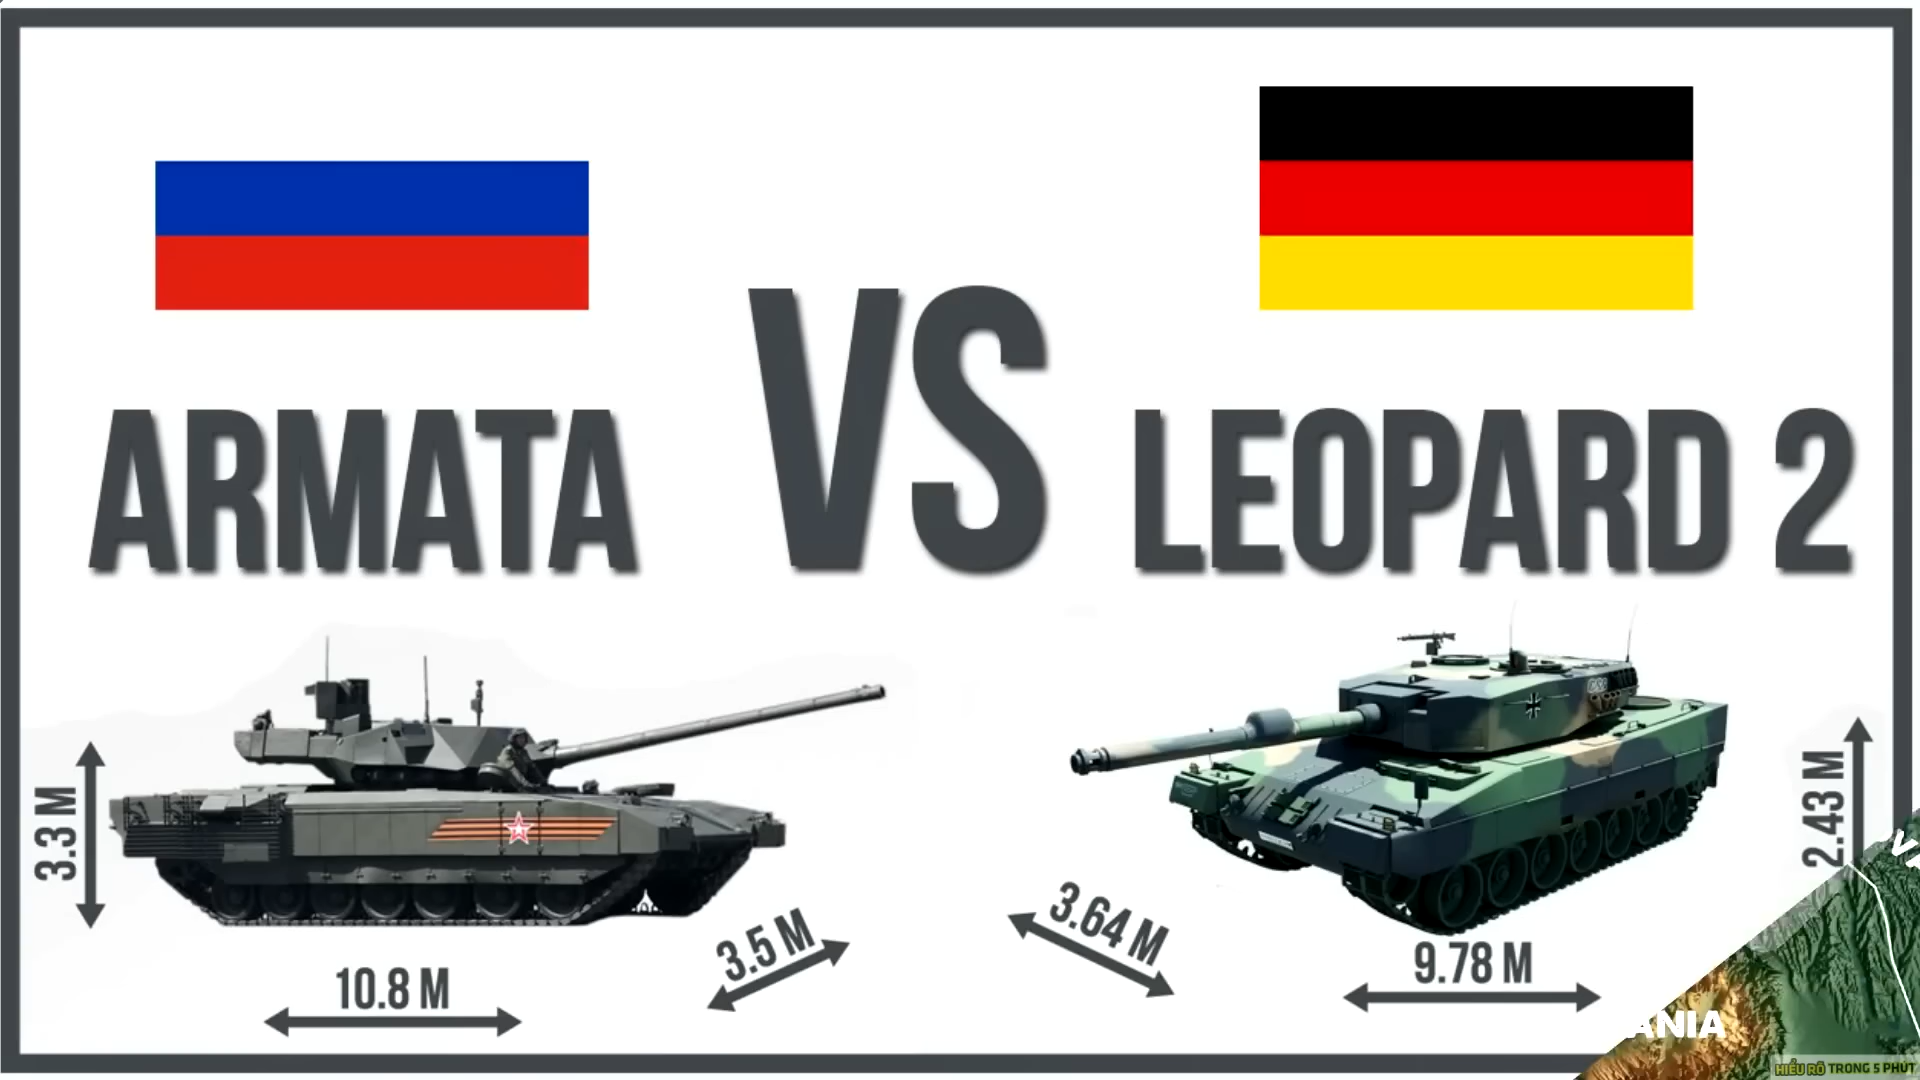 ARMATA
VS
LEOPARD 2
3.3 M
10.8 M
3.5 M
3.64 M
9.78 M
2.43 M
ANIA
HIỂU RÕ TRONG 5 PHÚT